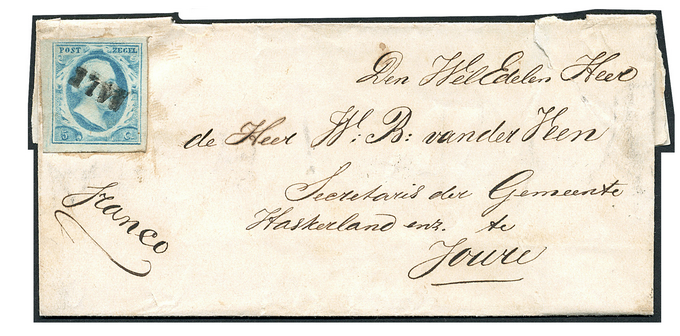 POST ZEGEL
5 C
Den WelEdelen Heer
de Heer W: B: van der Veen
Secretaris der Gemeente
Haskerland enz. te
Joure
Franco